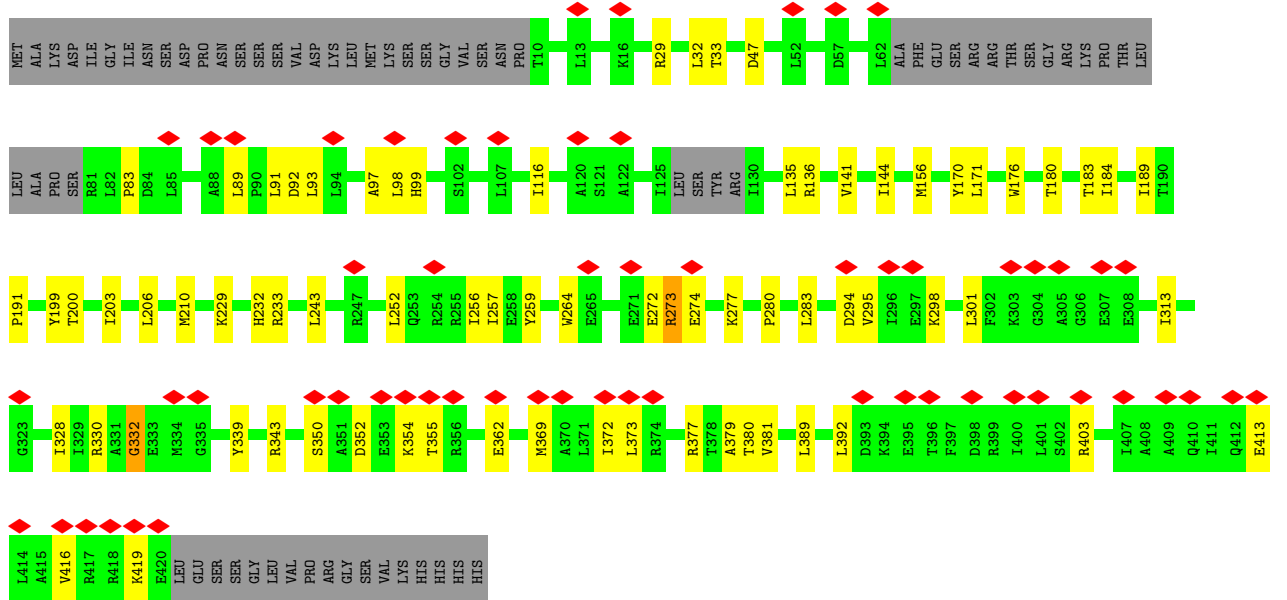 MET ALA LYS ASP ILE GLY ILE ASN SER ASP PRO ASN SER SER SER VAL ASP LYS LEU MET LYS SER SER GLY VAL SER ASN PRO T10 L13 K16 R29 L32 T33 D47 L52 D57 L62 ALA PHE GLU SER ARG ARG THR SER GLY ARG LYS PRO THR LEU
LEU ALA PRO SER R81 L82 P83 D84 L85 A88 L89 P90 L91 D92 L93 L94 A97 L98 H99 S102 L107 I116 A120 S121 A122 I125 LEU SER TYR ARG I130 L135 R136 V141 I144 M156 Y170 L171 W176 T180 T183 I184 I189 T190
P191 Y199 T200 I203 L206 M210 K229 H232 R233 L243 R247 L252 Q253 R254 R255 I256 I257 E258 Y259 W264 E265 E271 E272 R273 E274 K277 P280 L283 D294 V295 I296 E297 K298 L301 F302 K303 G304 A305 G306 E307 E308 I313
G323 I328 I329 R330 A331 G332 E333 M334 G335 Y339 R343 S350 A351 D352 E353 K354 T355 R356 E362 M369 A370 L371 I372 L373 R374 R377 T378 A379 T380 V381 L389 L392 D393 K394 E395 T396 F397 D398 R399 I400 L401 S402 R403 I407 A408 A409 Q410 I411 Q412 E413
L414 A415 V416 R417 R418 K419 E420 LEU GLU SER SER GLY LEU VAL PRO ARG GLY SER VAL LYS HIS HIS HIS HIS